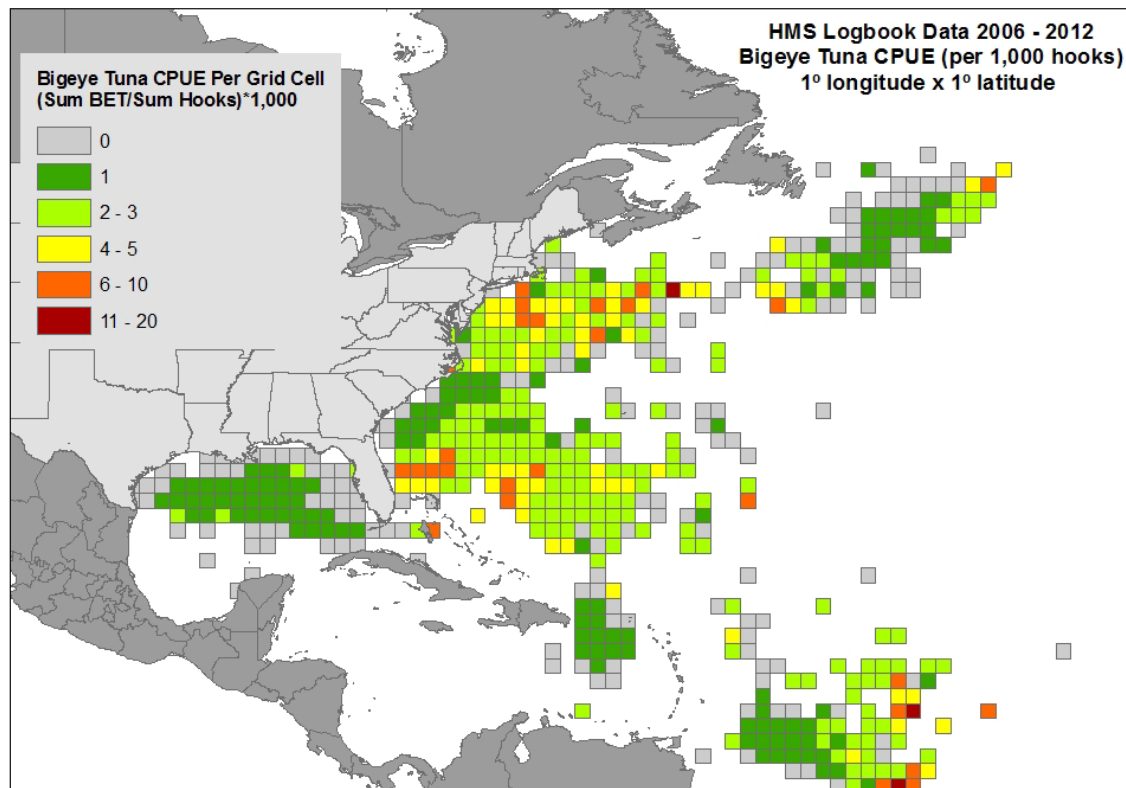 HMS Logbook Data 2006 - 2012
Bigeye Tuna CPUE (per 1,000 hooks)
1º longitude x 1º latitude
Bigeye Tuna CPUE Per Grid Cell
(Sum BET/Sum Hooks)*1,000
0
1
2 - 3
4 - 5
6 - 10
11 - 20